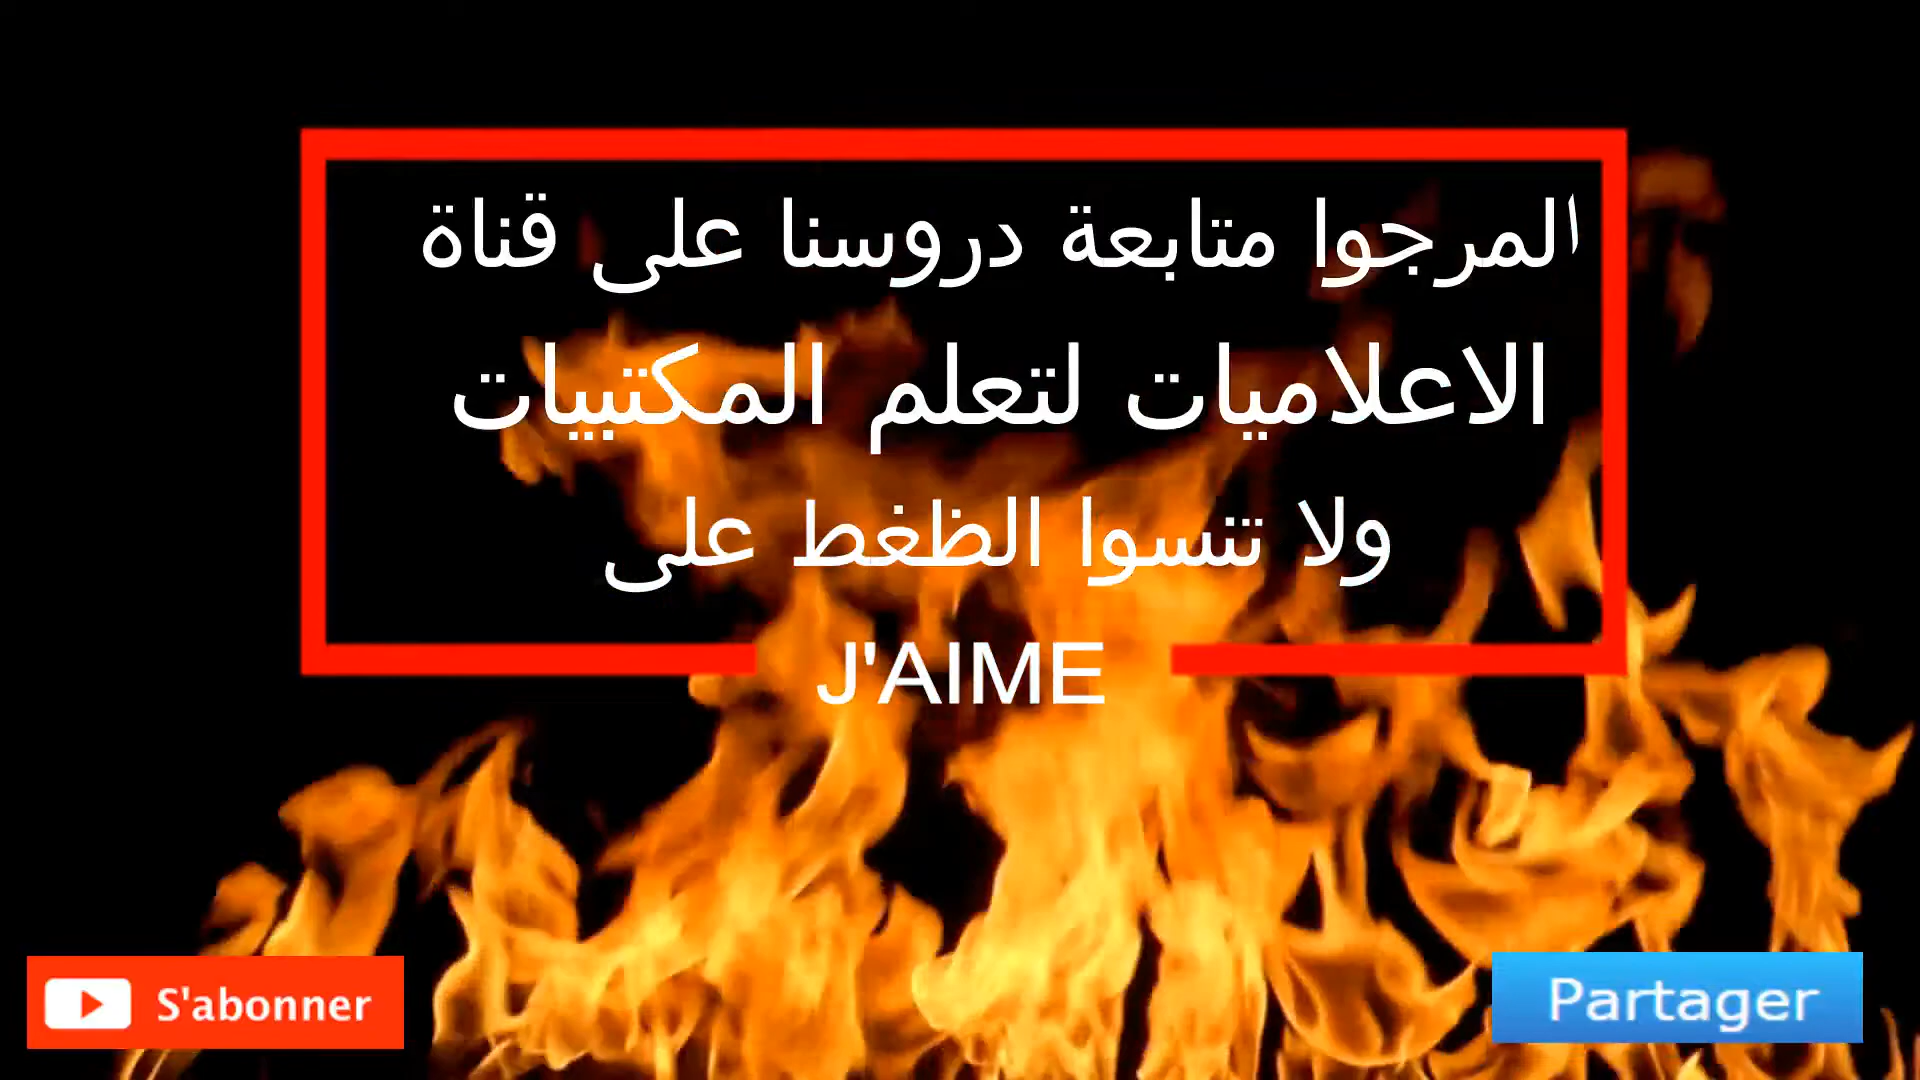 المرجوا متابعة دروسنا على قناة
الاعلاميات لتعلم المكتبيات
ولا تنسوا الظغط على
J'AIME
S'abonner
Partager